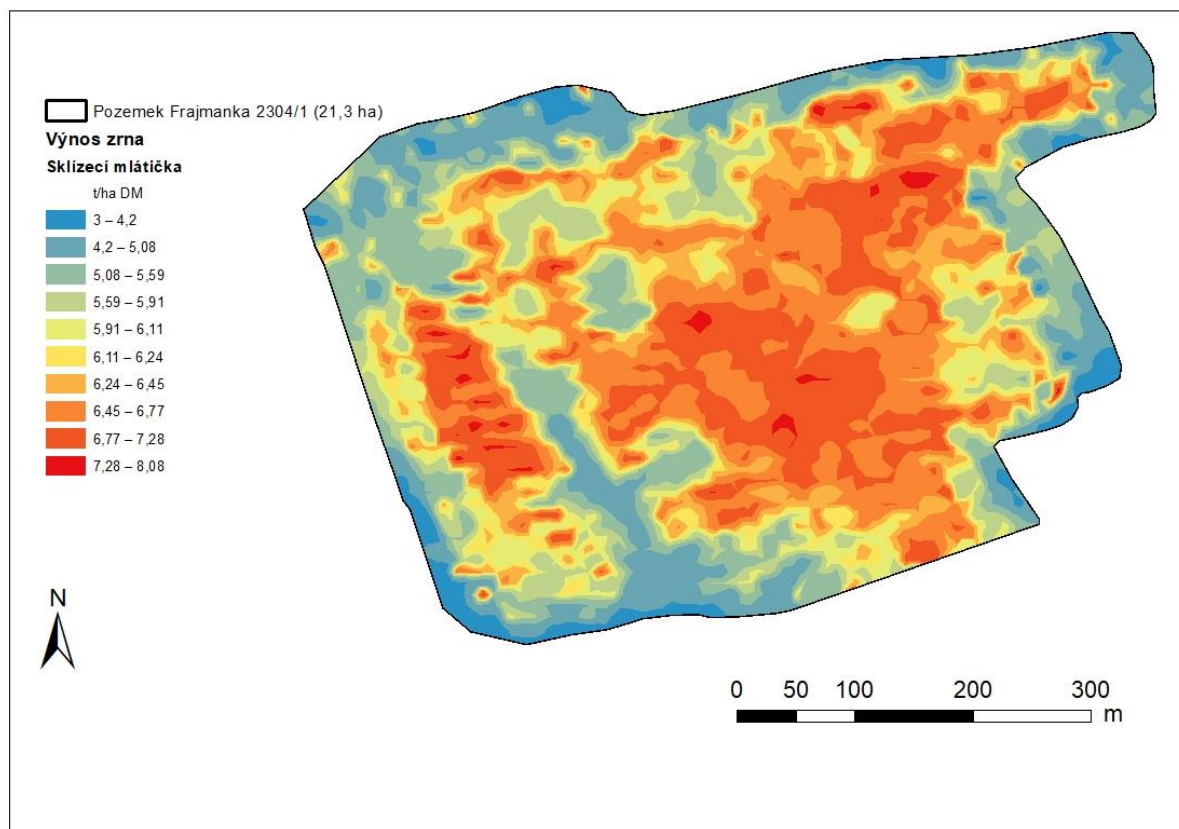 Pozemek Frajmanka 2304/1 (21,3 ha)
Výnos zrna
Sklízecí mlátička
t/ha DM
3 – 4,2
4,2 – 5,08
5,08 – 5,59
5,59 – 5,91
5,91 – 6,11
6,11 – 6,24
6,24 – 6,45
6,45 – 6,77
6,77 – 7,28
7,28 – 8,08
N
0 50 100 200 300
m